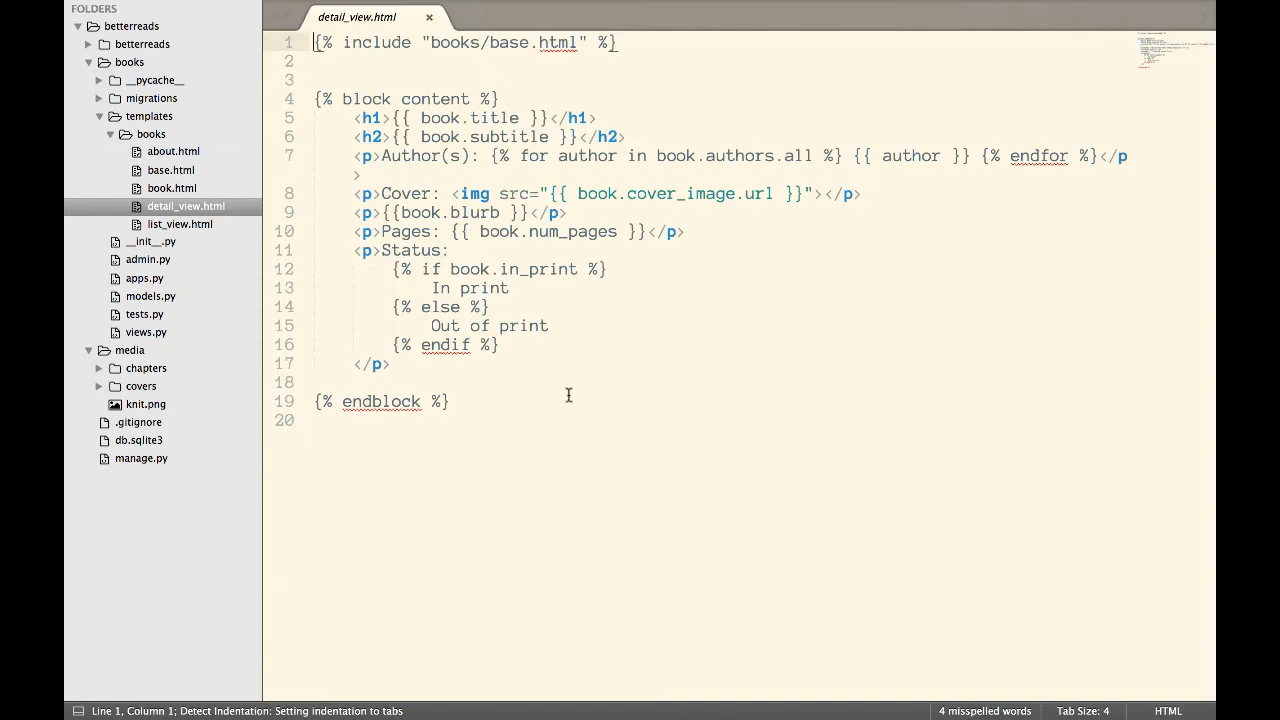 FOLDERS
betterreads
betterreads
books
__pycache__
migrations
templates
books
about.html
base.html
book.html
detail_view.html
list_view.html
__init__.py
admin.py
apps.py
models.py
tests.py
views.py
media
chapters
covers
knit.png
.gitignore
db.sqlite3
manage.py
detail_view.html ×
1 {% include "books/base.html" %}
2
3
4 {% block content %}
5 <h1>{{ book.title }}</h1>
6 <h2>{{ book.subtitle }}</h2>
7 <p>Author(s): {% for author in book.authors.all %} {{ author }} {% endfor %}</p
>
8 <p>Cover: <img src="{{ book.cover_image.url }}"></p>
9 <p>{{book.blurb }}</p>
10 <p>Pages: {{ book.num_pages }}</p>
11 <p>Status:
12 {% if book.in_print %}
13 In print
14 {% else %}
15 Out of print
16 {% endif %}
17 </p>
18
19 {% endblock %}
20
Line 1, Column 1; Detect Indentation: Setting indentation to tabs
4 misspelled words
Tab Size: 4
HTML